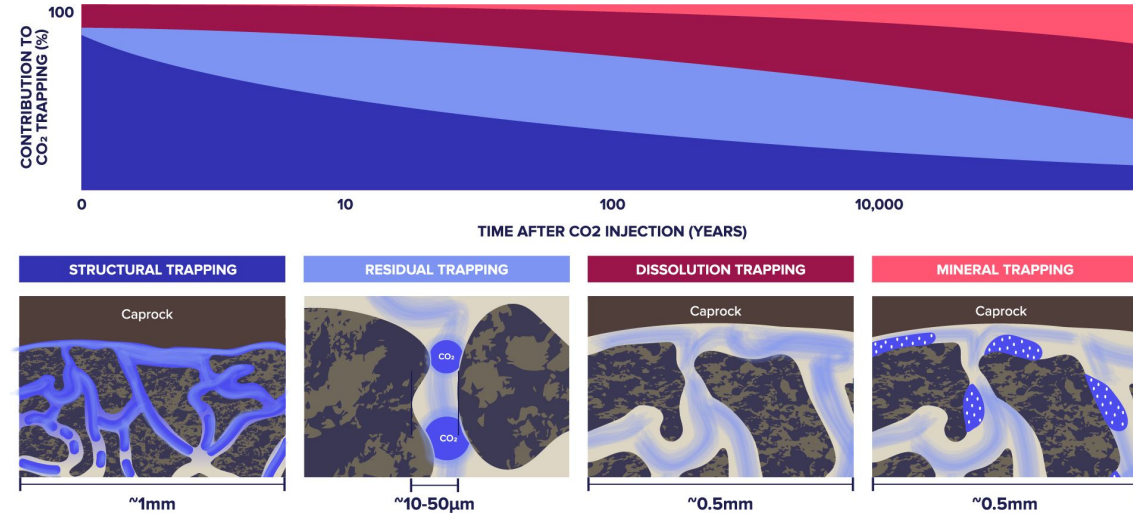 100
CONTRIBUTION TO
CO₂ TRAPPING (%)
0
10
100
10,000
TIME AFTER CO2 INJECTION (YEARS)
STRUCTURAL TRAPPING
RESIDUAL TRAPPING
DISSOLUTION TRAPPING
MINERAL TRAPPING
Caprock
CO₂
CO₂
Caprock
Caprock
~1mm
~10-50µm
~0.5mm
~0.5mm